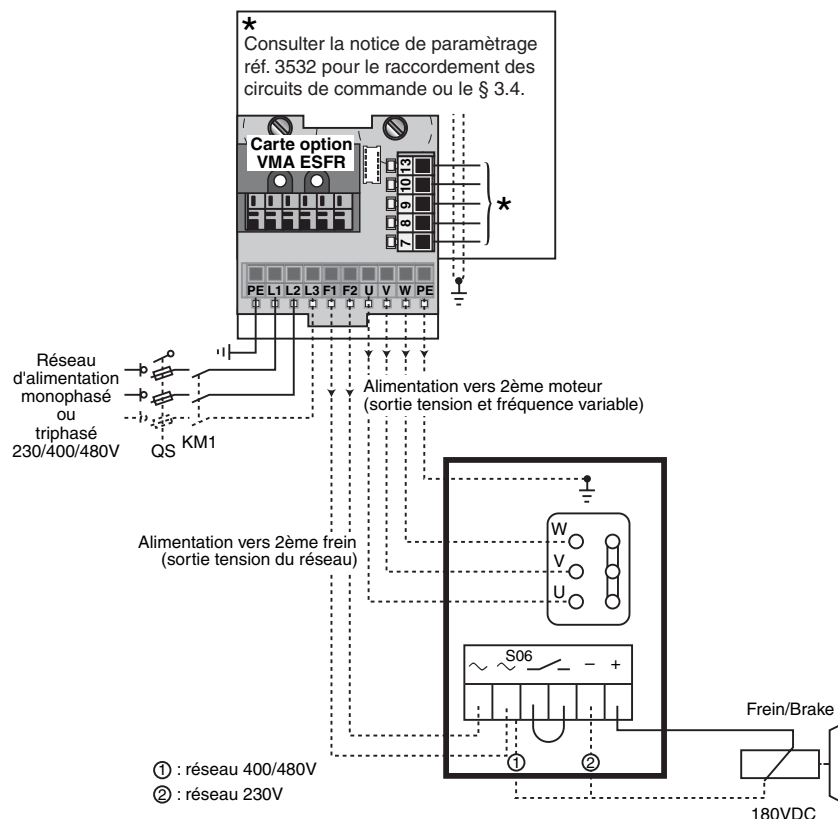 *
Consulter la notice de paramètrage
réf. 3532 pour le raccordement des
circuits de commande ou le § 3.4.
Carte option
VMA ESFR
13
10
9
8
7
*
PE L1 L2 L3 F1 F2 U V W PE
Réseau
d'alimentation
monophasé
ou
triphasé
230/400/480V
QS
KM1
Alimentation vers 2ème moteur
(sortie tension et fréquence variable)
Alimentation vers 2ème frein
(sortie tension du réseau)
W
V
U
S06
− +
Frein/Brake
① ②
① : réseau 400/480V
② : réseau 230V
180VDC